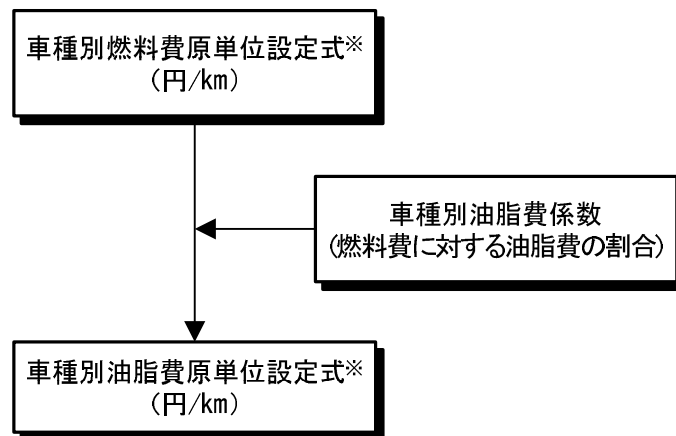 車種別燃料費原単位設定式※
(円/km)
車種別油脂費係数
(燃料費に対する油脂費の割合)
車種別油脂費原単位設定式※
(円/km)